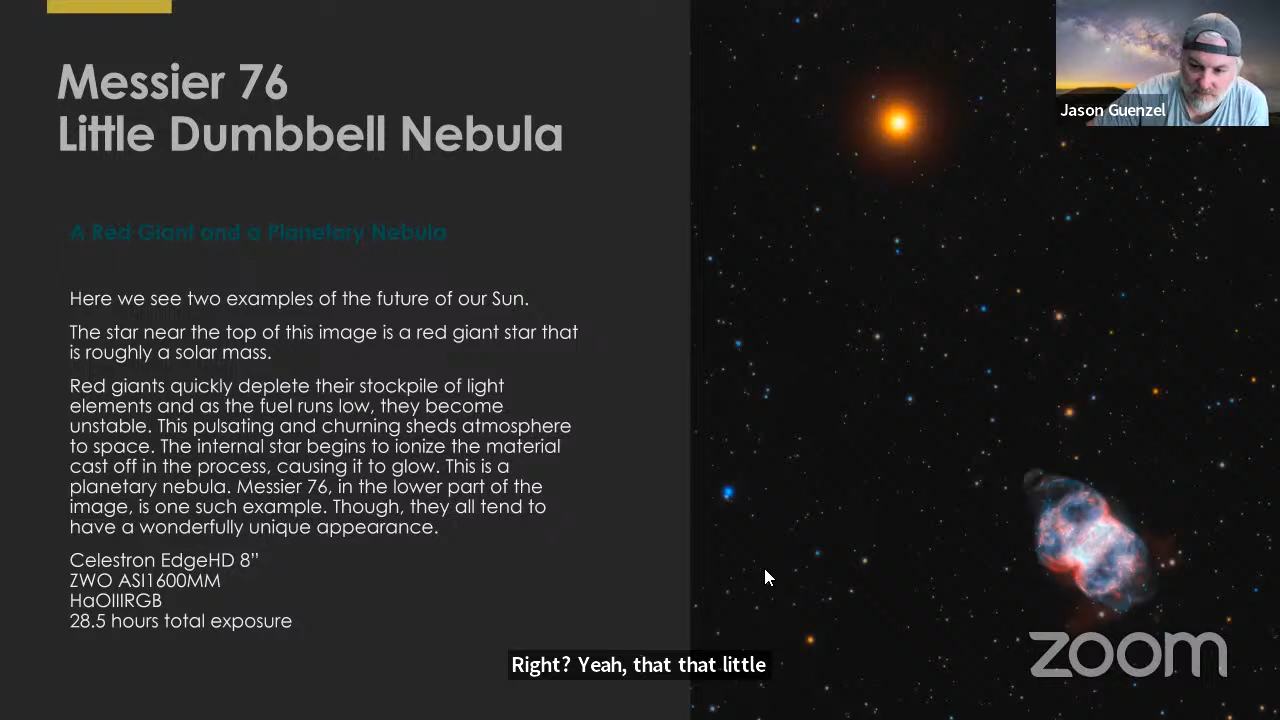 Messier 76
Little Dumbbell Nebula
A Red Giant and a Planetary Nebula
Here we see two examples of the future of our Sun.
The star near the top of this image is a red giant star that
is roughly a solar mass.
Red giants quickly deplete their stockpile of light
elements and as the fuel runs low, they become
unstable. This pulsating and churning sheds atmosphere
to space. The internal star begins to ionize the material
cast off in the process, causing it to glow. This is a
planetary nebula. Messier 76, in the lower part of the
image, is one such example. Though, they all tend to
have a wonderfully unique appearance.
Celestron EdgeHD 8”
ZWO ASI1600MM
HaOIIIRGB
28.5 hours total exposure
Jason Guenzel
zoom
Right? Yeah, that that little